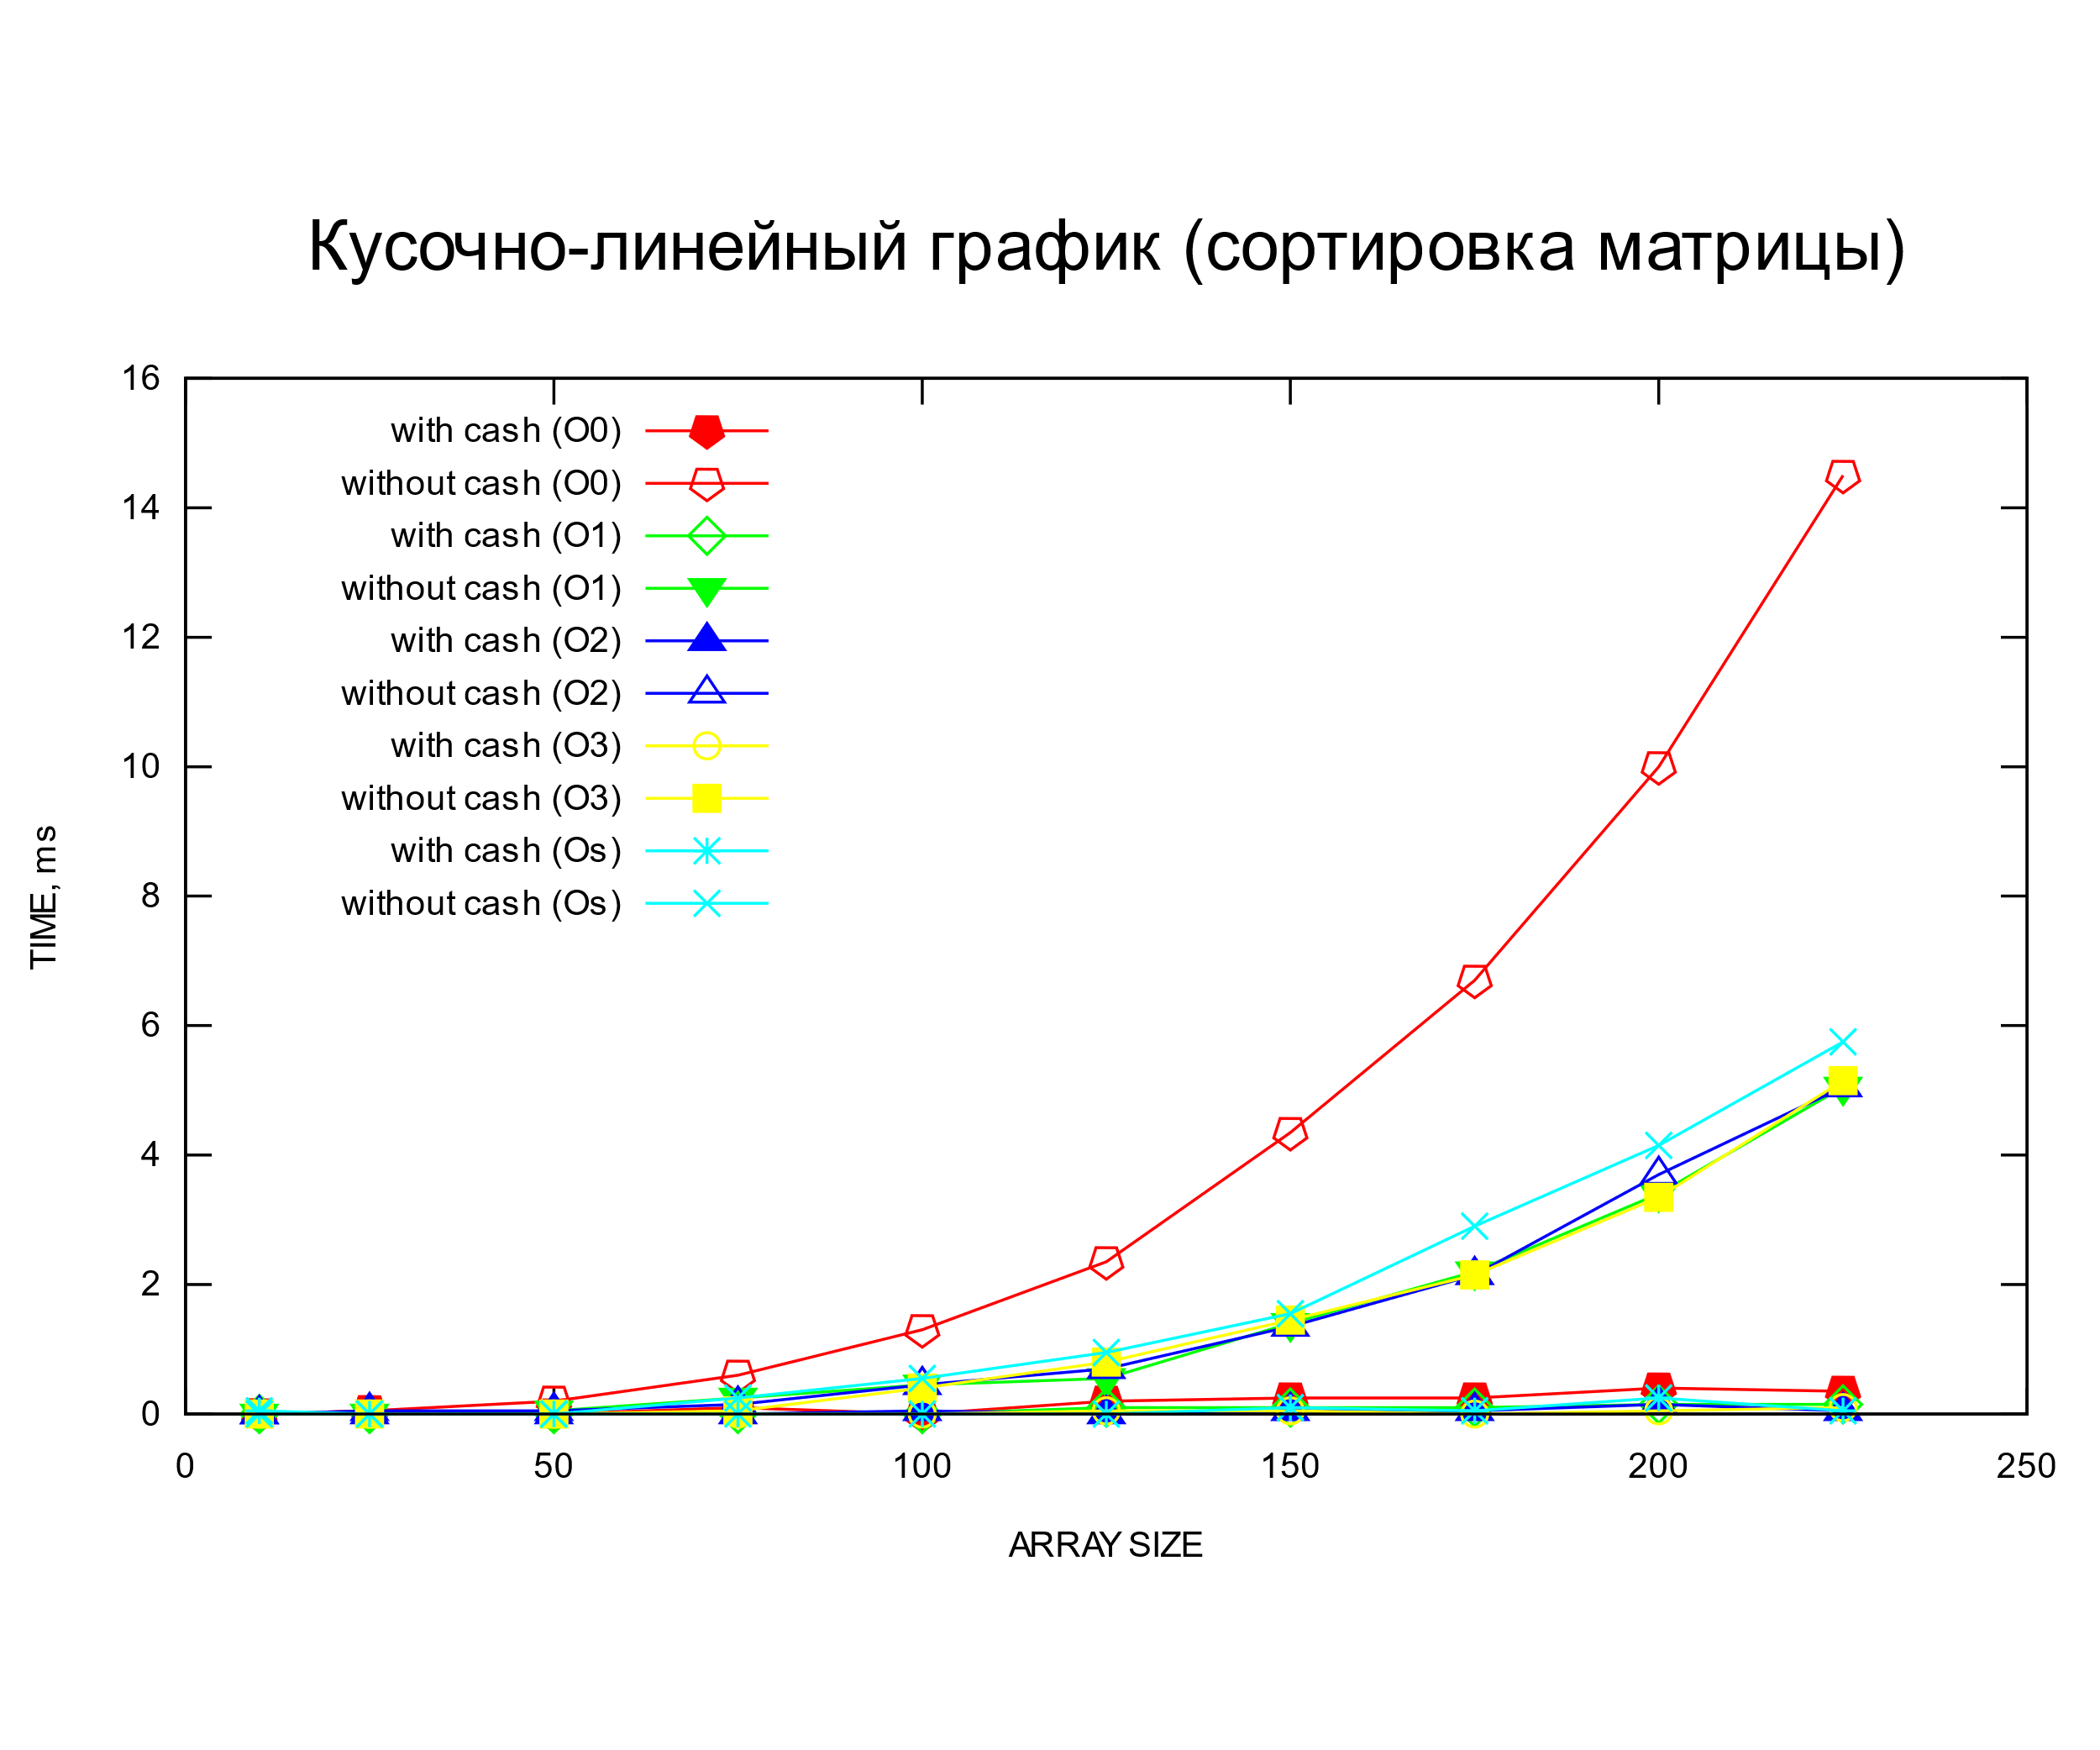 Кусочно-линейный график (сортировка матрицы)
16
14
12
10
8
6
4
2
0
with cash (O0)
without cash (O0)
with cash (O1)
without cash (O1)
with cash (O2)
without cash (O2)
with cash (O3)
without cash (O3)
with cash (Os)
without cash (Os)
TIME, ms
0 50 100 150 200 250
ARRAY SIZE